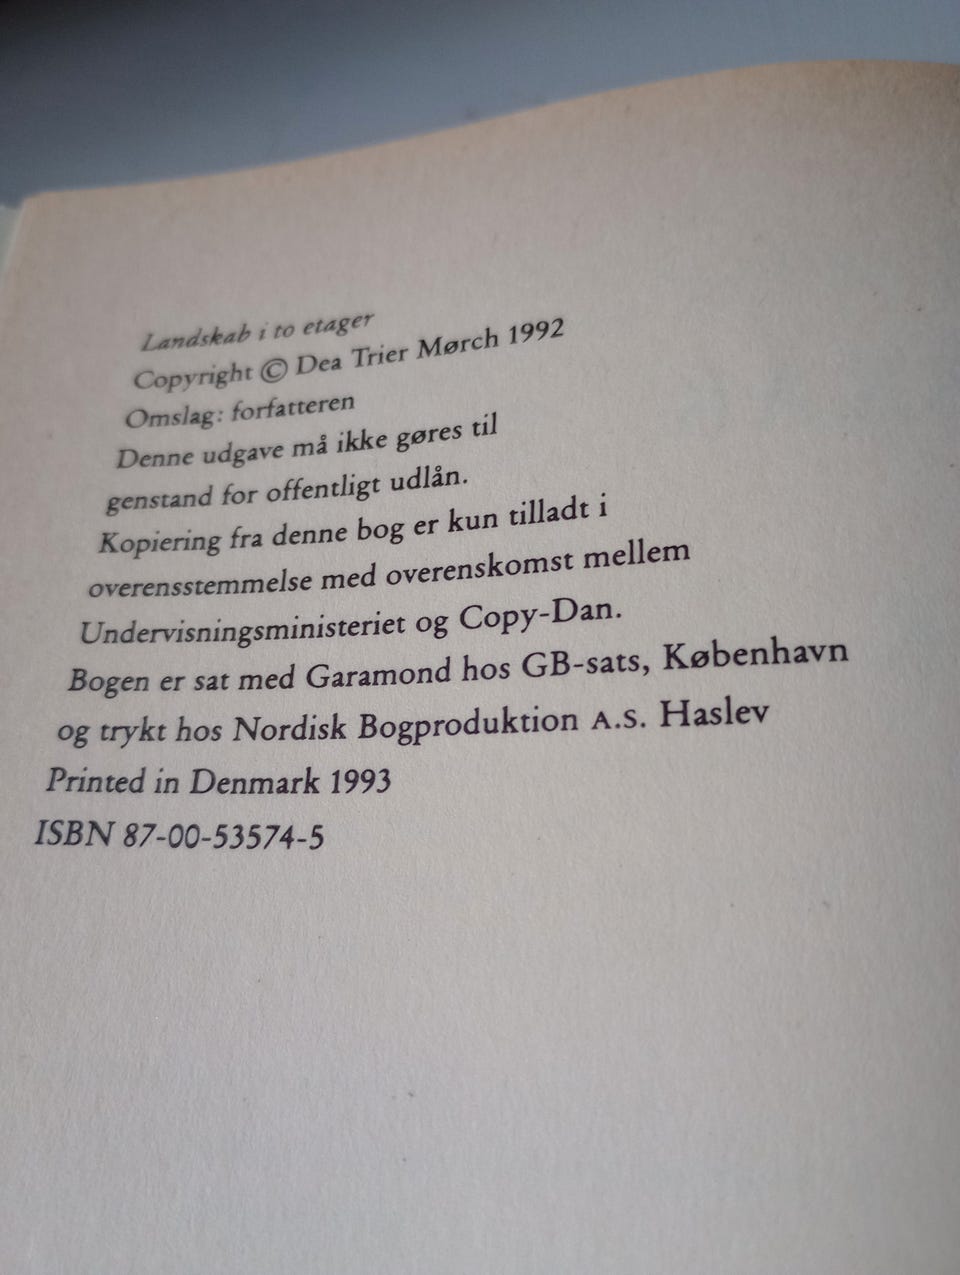 Landskab i to etager
Copyright © Dea Trier Mørch 1992
Omslag: forfatteren
Denne udgave må ikke gøres til
genstand for offentligt udlån.
Kopiering fra denne bog er kun tilladt i
overensstemmelse med overenskomst mellem
Undervisningsministeriet og Copy-Dan.
Bogen er sat med Garamond hos GB-sats, København
og trykt hos Nordisk Bogproduktion A.S. Haslev
Printed in Denmark 1993
ISBN 87-00-53574-5